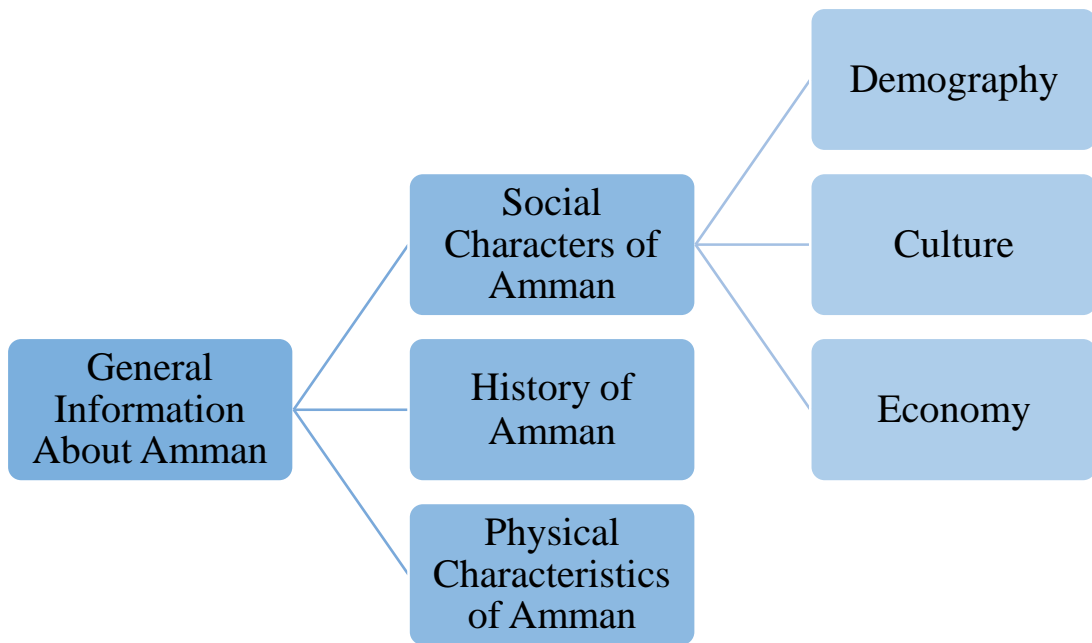 General
Information
About Amman
Social
Characters of
Amman
History of
Amman
Physical
Characteristics
of Amman
Demography
Culture
Economy